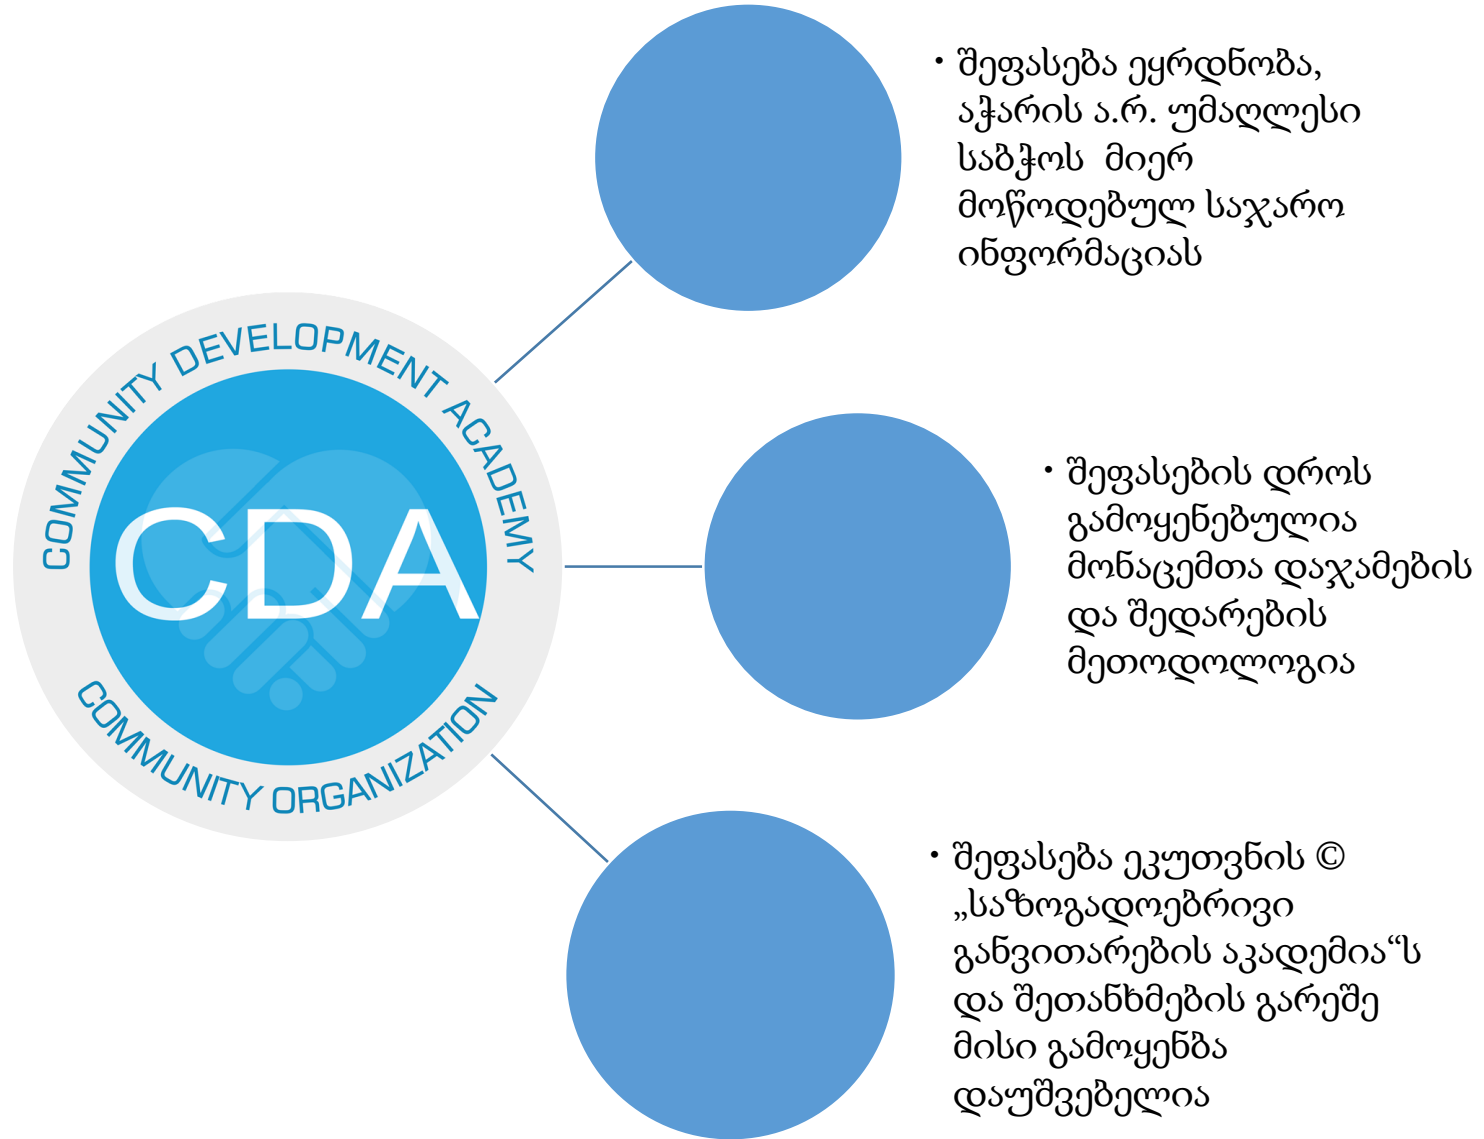 COMMUNITY DEVELOPMENT ACADEMY
CDA
COMMUNITY ORGANIZATION
• შეფასება ეყრდნობა,
აჭარის ა.რ. უმაღლესი
საბჭოს მიერ
მოწოდებულ საჯარო
ინფორმაციას
• შეფასების დროს
გამოყენებულია
მონაცემთა დაჯამების
და შედარების
მეთოდოლოგია
• შეფასება ეკუთვნის ©
„საზოგადოებრივი
განვითარების აკადემია“ს
და შეთანხმების გარეშე
მისი გამოყენბა
დაუშვებელია